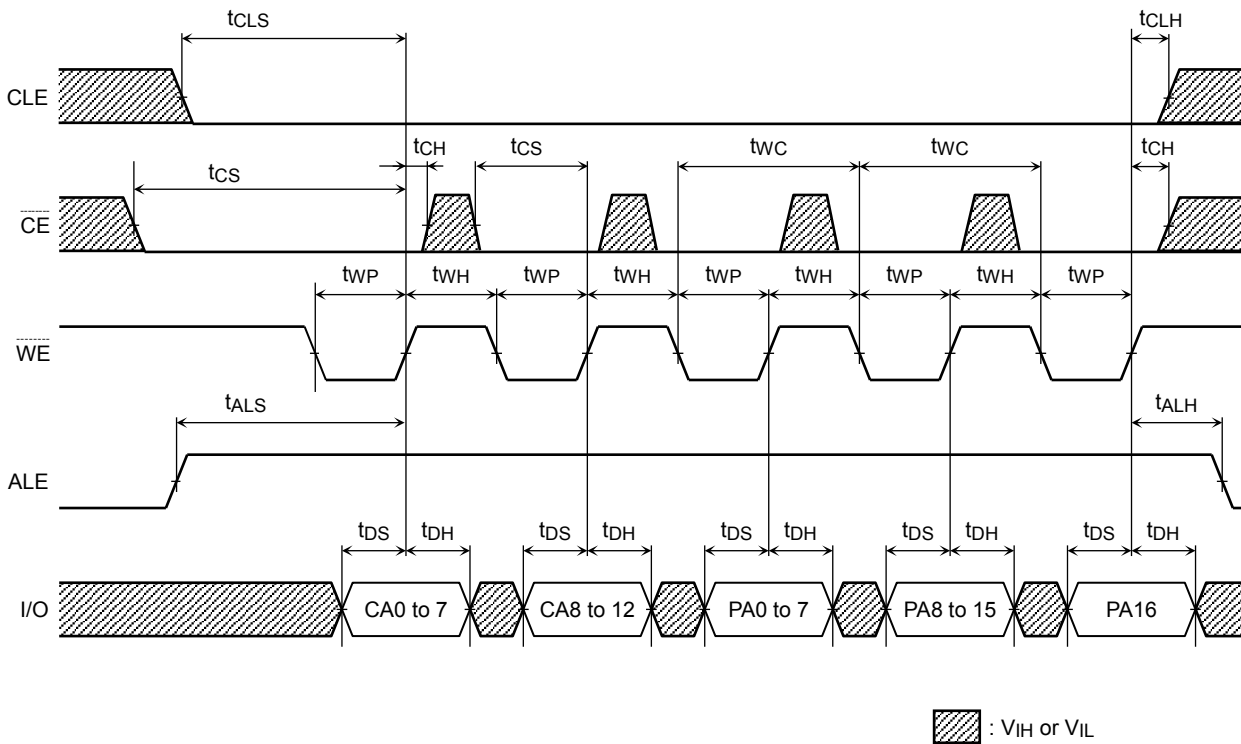 tCLS tCLH
CLE
tCH tCS tWC tWC tCH
tCS
CE
tWP tWH tWP tWH tWP tWH tWP tWH tWP
WE
tALS tALH
ALE
tDS tDH tDS tDH tDS tDH tDS tDH tDS tDH
I/O CA0 to 7 CA8 to 12 PA0 to 7 PA8 to 15 PA16
: VIH or VIL